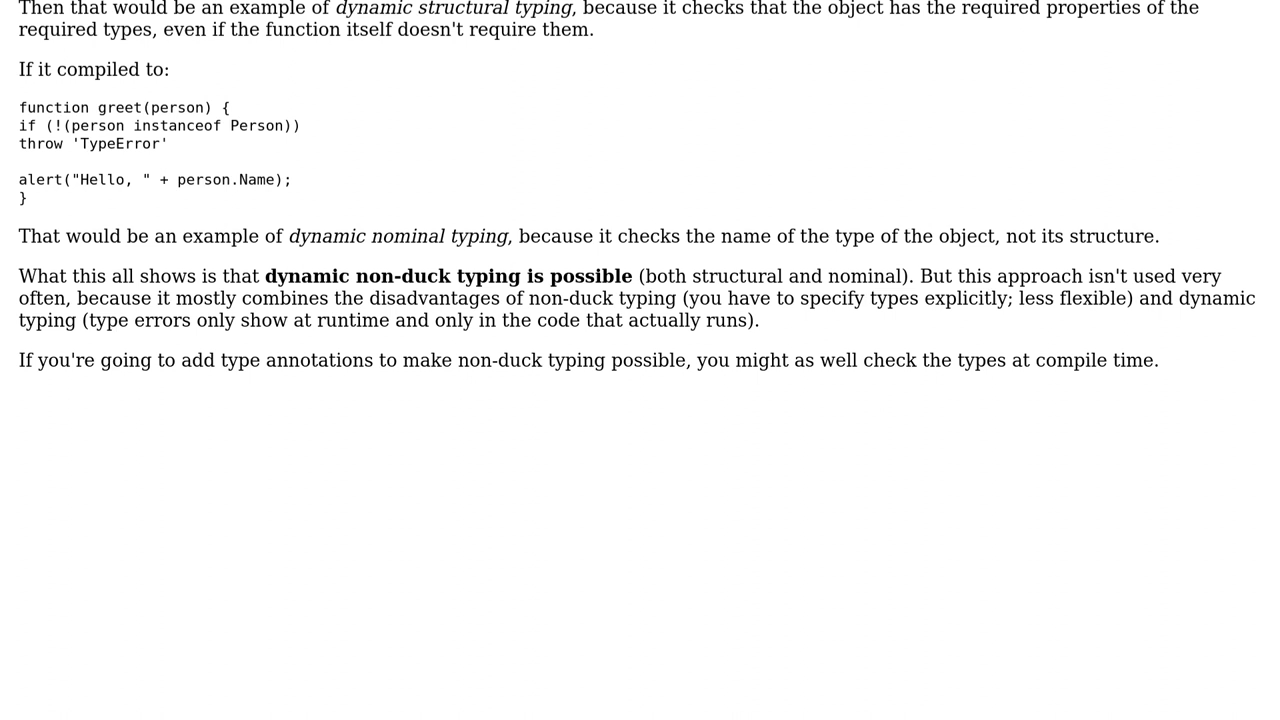 Then that would be an example of dynamic structural typing, because it checks that the object has the required properties of the
required types, even if the function itself doesn't require them.
If it compiled to:
function greet(person) {
if (!(person instanceof Person))
throw 'TypeError'
alert("Hello, " + person.Name);
}
That would be an example of dynamic nominal typing, because it checks the name of the type of the object, not its structure.
What this all shows is that dynamic non-duck typing is possible (both structural and nominal). But this approach isn't used very
often, because it mostly combines the disadvantages of non-duck typing (you have to specify types explicitly; less flexible) and dynamic
typing (type errors only show at runtime and only in the code that actually runs).
If you're going to add type annotations to make non-duck typing possible, you might as well check the types at compile time.